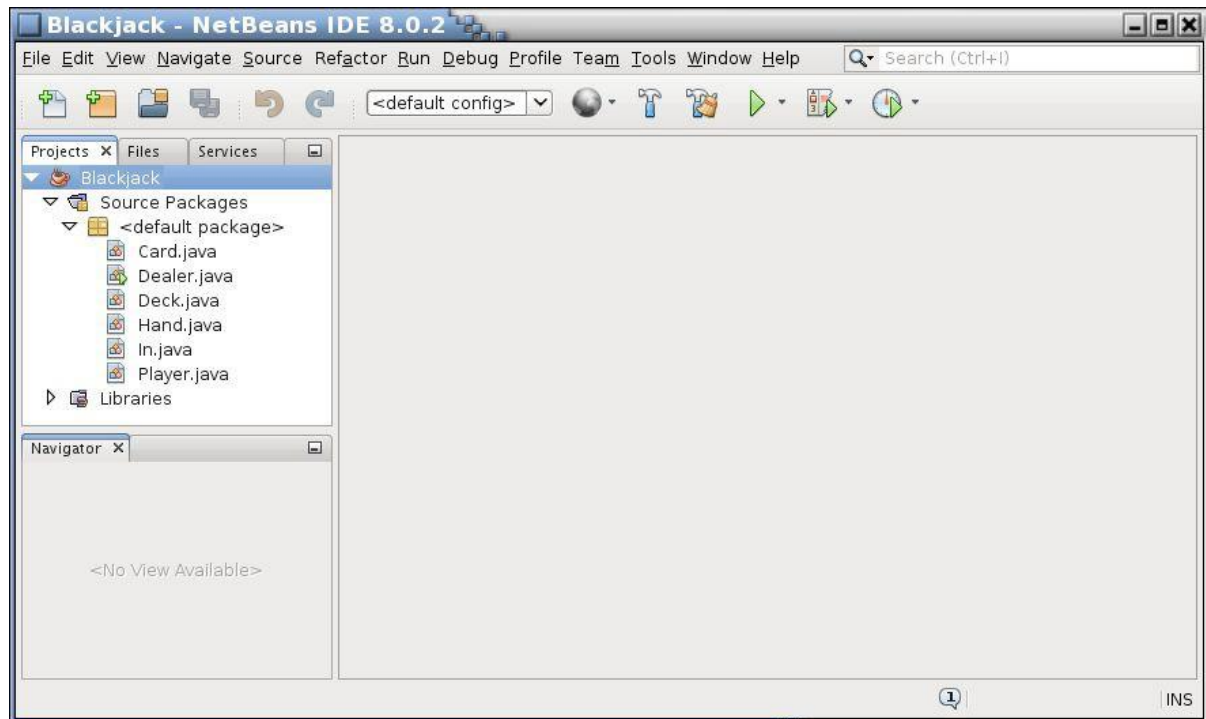 Blackjack - NetBeans IDE 8.0.2
File Edit View Navigate Source Refactor Run Debug Profile Team Tools Window Help Search (Ctrl+I)
<default config>
Projects Files Services
Blackjack
Source Packages
<default package>
Card.java
Dealer.java
Deck.java
Hand.java
In.java
Player.java
Libraries
Navigator
<No View Available>
1 INS